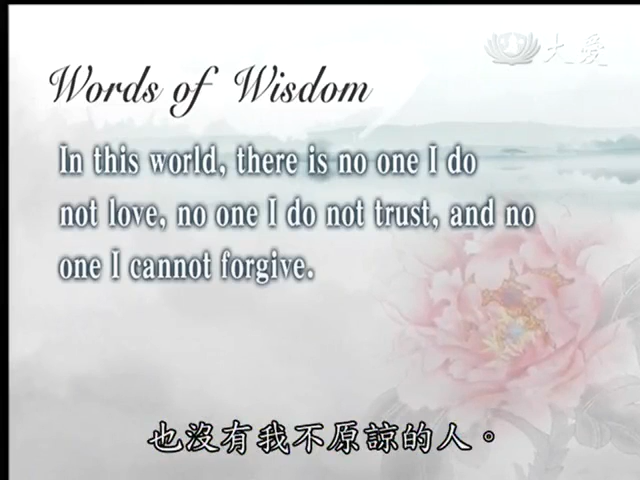 大愛
Words of Wisdom
In this world, there is no one I do
not love, no one I do not trust, and no
one I cannot forgive.
也沒有我不原諒的人。